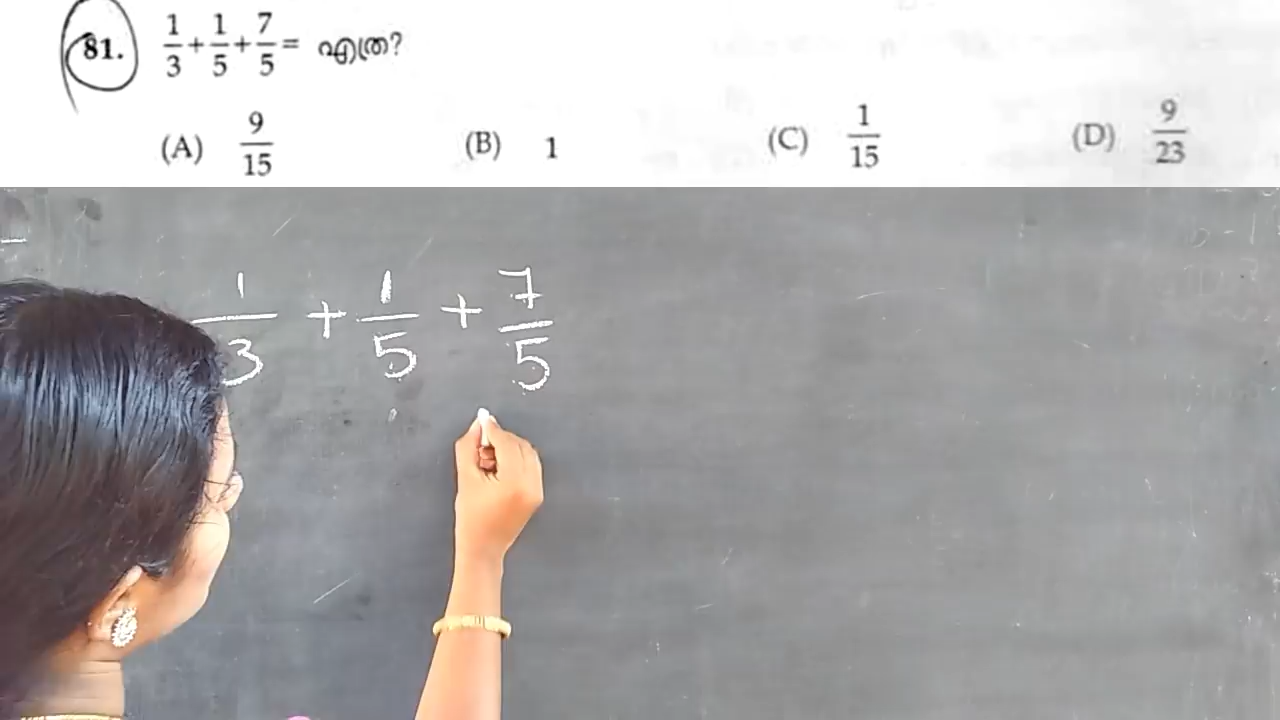 81. 1/3 + 1/5 + 7/5 = എത്ര?
(A) 9/15 (B) 1 (C) 1/15 (D) 9/23
1/3 + 1/5 + 7/5